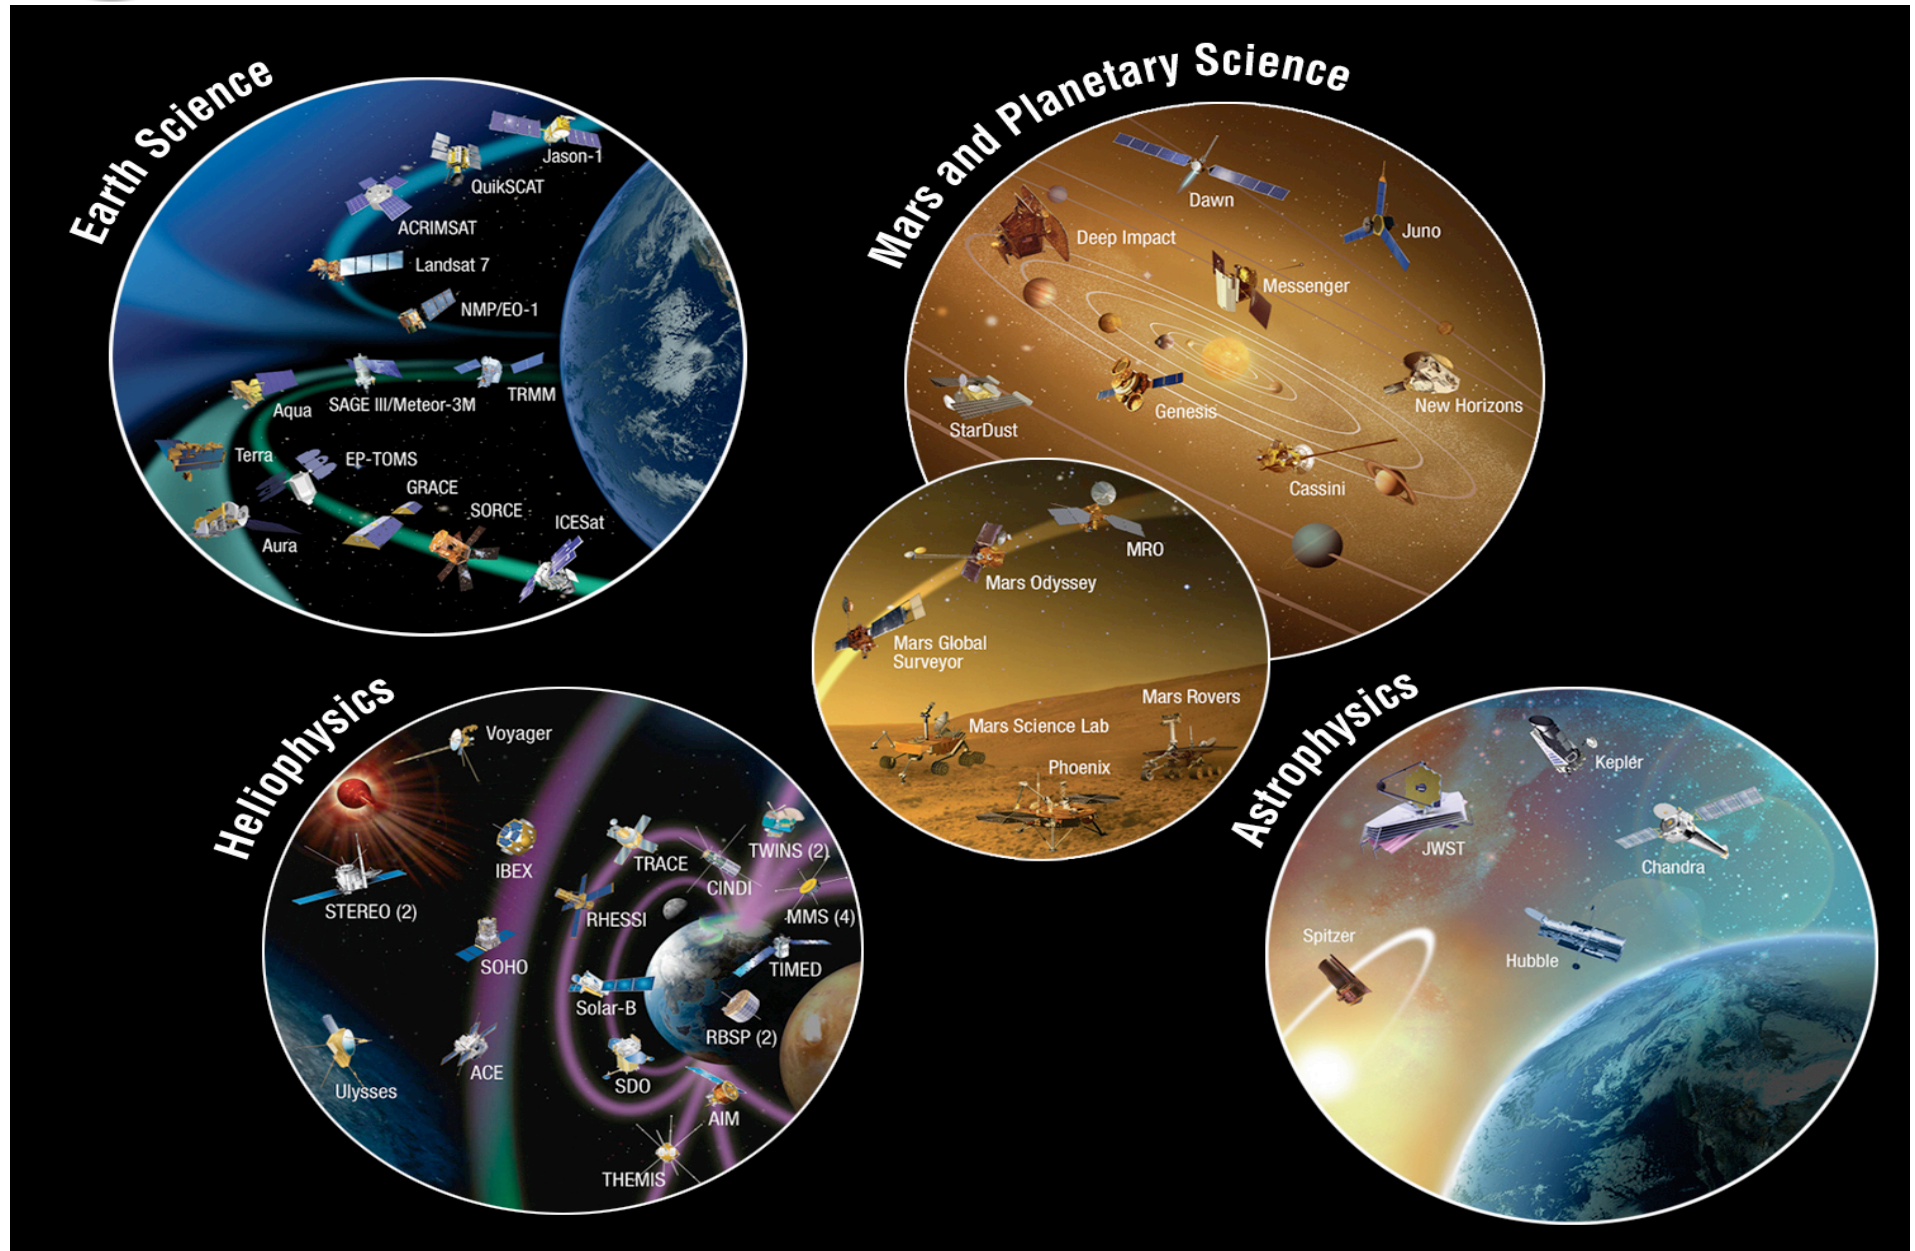 Earth Science
Jason-1
QuikSCAT
ACRIMSAT
Landsat 7
NMP/EO-1
TRMM
SAGE III/Meteor-3M
Aqua
Terra
EP-TOMS
GRACE
SORCE
ICESat
Aura
Mars and Planetary Science
Dawn
Juno
Deep Impact
Messenger
New Horizons
Genesis
StarDust
Cassini
MRO
Mars Odyssey
Mars Global
Surveyor
Mars Rovers
Mars Science Lab
Phoenix
Heliophysics
Voyager
IBEX
TRACE
TWINS (2)
CINDI
STEREO (2)
RHESSI
MMS (4)
SOHO
TIMED
Solar-B
RBSP (2)
ACE
SDO
Ulysses
AIM
THEMIS
Astrophysics
Kepler
JWST
Chandra
Spitzer
Hubble